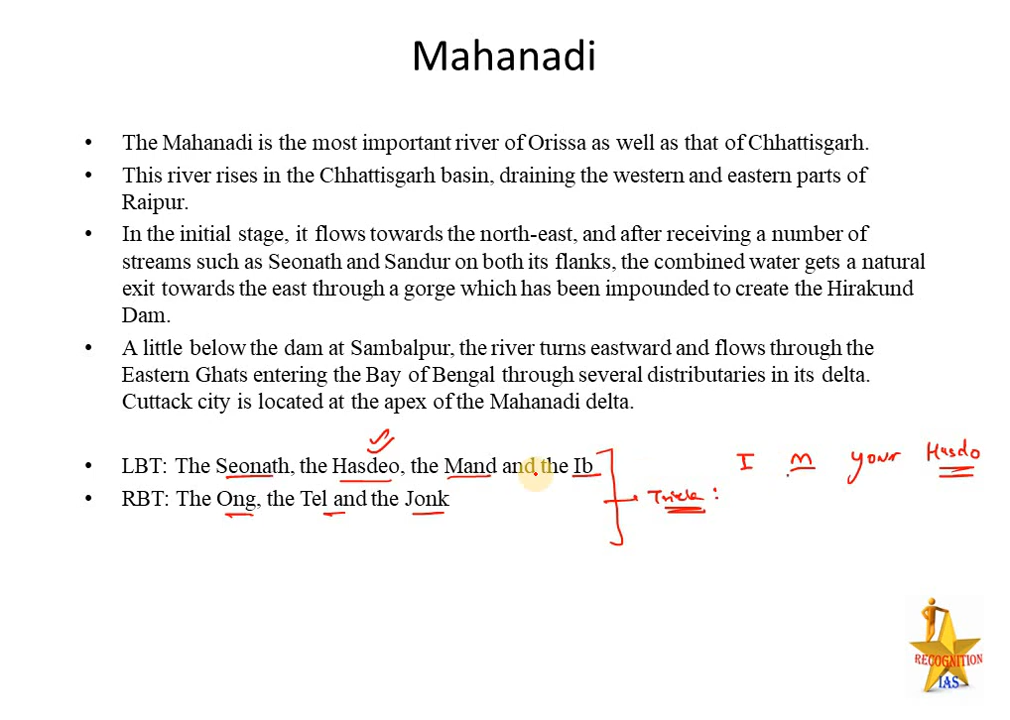 Mahanadi
• The Mahanadi is the most important river of Orissa as well as that of Chhattisgarh.
• This river rises in the Chhattisgarh basin, draining the western and eastern parts of
Raipur.
• In the initial stage, it flows towards the north-east, and after receiving a number of
streams such as Seonath and Sandur on both its flanks, the combined water gets a natural
exit towards the east through a gorge which has been impounded to create the Hirakund
Dam.
• A little below the dam at Sambalpur, the river turns eastward and flows through the
Eastern Ghats entering the Bay of Bengal through several distributaries in its delta.
Cuttack city is located at the apex of the Mahanadi delta.
• LBT: The Seonath, the Hasdeo, the Mand and the Ib
I m your Hasdo
• RBT: The Ong, the Tel and the Jonk
Trick:
RECOGNITION
IAS